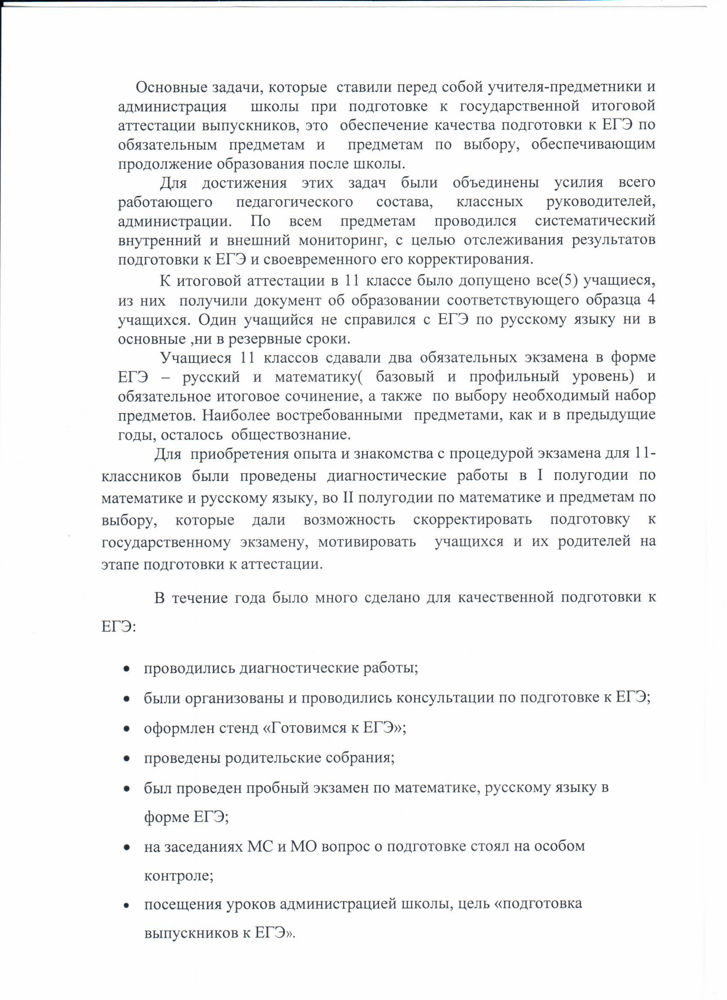 Основные задачи, которые ставили перед собой учителя-предметники и
администрация школы при подготовке к государственной итоговой
аттестации выпускников, это обеспечение качества подготовки к ЕГЭ по
обязательным предметам и предметам по выбору, обеспечивающим
продолжение образования после школы.
Для достижения этих задач были объединены усилия всего
работающего педагогического состава, классных руководителей,
администрации. По всем предметам проводился систематический
внутренний и внешний мониторинг, с целью отслеживания результатов
подготовки к ЕГЭ и своевременного его корректирования.
К итоговой аттестации в 11 классе было допущено все(5) учащиеся,
из них получили документ об образовании соответствующего образца 4
учащихся. Один учащийся не справился с ЕГЭ по русскому языку ни в
основные ,ни в резервные сроки.
Учащиеся 11 классов сдавали два обязательных экзамена в форме
ЕГЭ – русский и математику( базовый и профильный уровень) и
обязательное итоговое сочинение, а также по выбору необходимый набор
предметов. Наиболее востребованными предметами, как и в предыдущие
годы, осталось обществознание.
Для приобретения опыта и знакомства с процедурой экзамена для 11-
классников были проведены диагностические работы в I полугодии по
математике и русскому языку, во II полугодии по математике и предметам по
выбору, которые дали возможность скорректировать подготовку к
государственному экзамену, мотивировать учащихся и их родителей на
этапе подготовки к аттестации.
В течение года было много сделано для качественной подготовки к
ЕГЭ:
• проводились диагностические работы;
• были организованы и проводились консультации по подготовке к ЕГЭ;
• оформлен стенд «Готовимся к ЕГЭ»;
• проведены родительские собрания;
• был проведен пробный экзамен по математике, русскому языку в
форме ЕГЭ;
• на заседаниях МС и МО вопрос о подготовке стоял на особом
контроле;
• посещения уроков администрацией школы, цель «подготовка
выпускников к ЕГЭ».